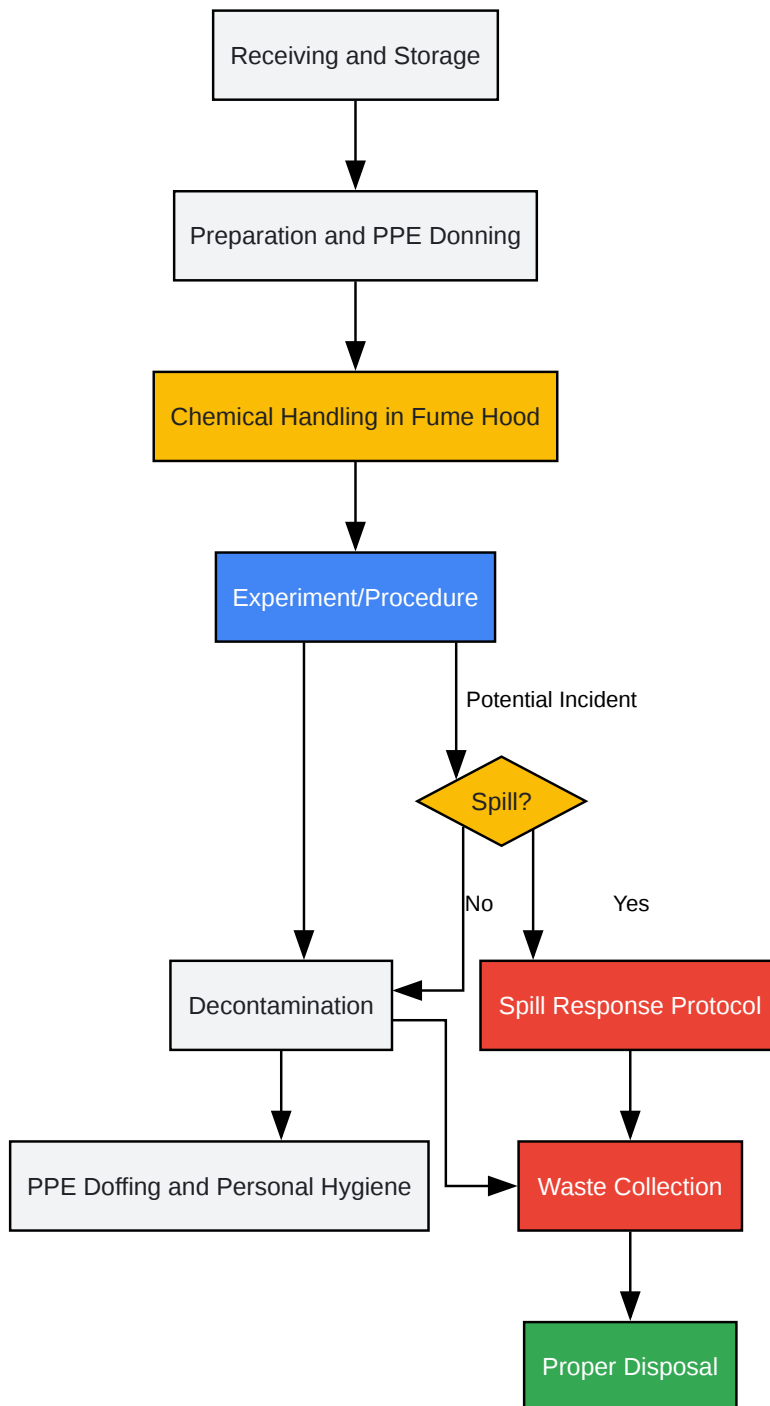 Receiving and Storage
Preparation and PPE Donning
Chemical Handling in Fume Hood
Experiment/Procedure
Potential Incident
Spill?
No
Yes
Decontamination
Spill Response Protocol
PPE Doffing and Personal Hygiene
Waste Collection
Proper Disposal